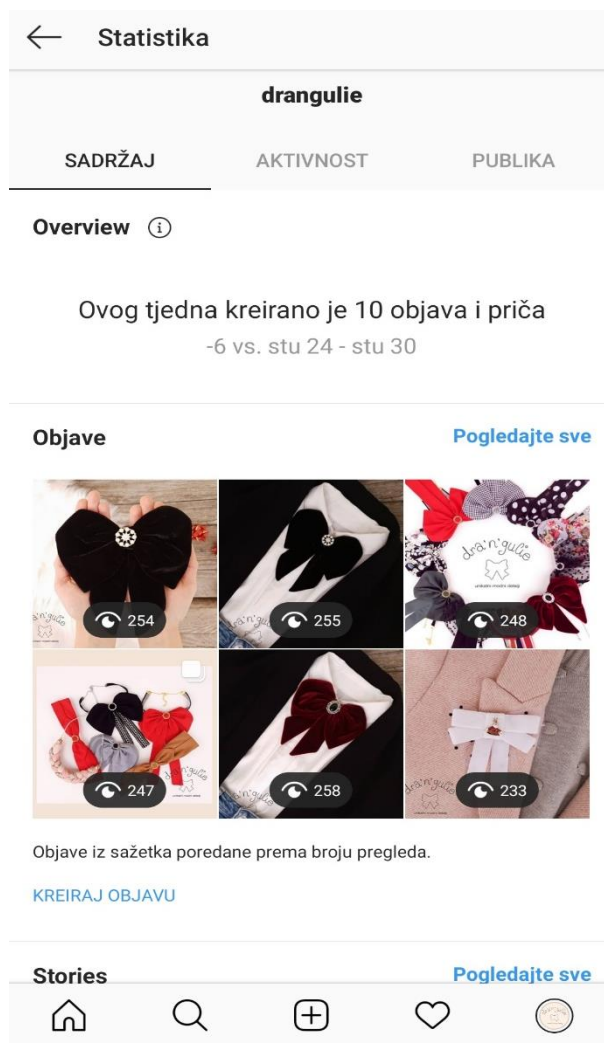 Statistika
drangulie
SADRŽAJ AKTIVNOST PUBLIKA
Overview
Ovog tjedna kreirano je 10 objava i priča
-6 vs. stu 24 - stu 30
Objave Pogledajte sve
254 255 248
dra'n'gulie
247 258 233
Objave iz sažetka poredane prema broju pregleda.
KREIRAJ OBJAVU
Stories Pogledajte sve